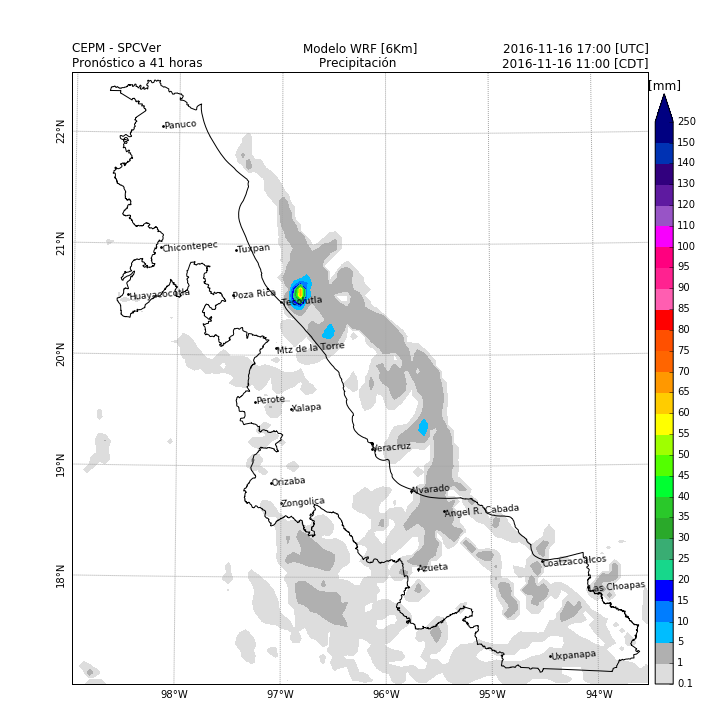 CEPM - SPCVer
Pronóstico a 41 horas
Modelo WRF [6Km]
Precipitación
2016-11-16 17:00 [UTC]
2016-11-16 11:00 [CDT]
[mm]
250
150
140
130
120
110
100
95
90
85
80
75
70
65
60
55
50
45
40
35
30
25
20
15
10
5
1
0.1
22°N
21°N
20°N
19°N
18°N
98°W
97°W
96°W
95°W
94°W
Panuco
Chicontepec
Tuxpan
Huayacocotla
Poza Rica
Tecolutla
Mtz de la Torre
Perote
Xalapa
Veracruz
Orizaba
Zongolica
Alvarado
Angel R. Cabada
Azueta
Coatzacoalcos
Las Choapas
Uxpanapa